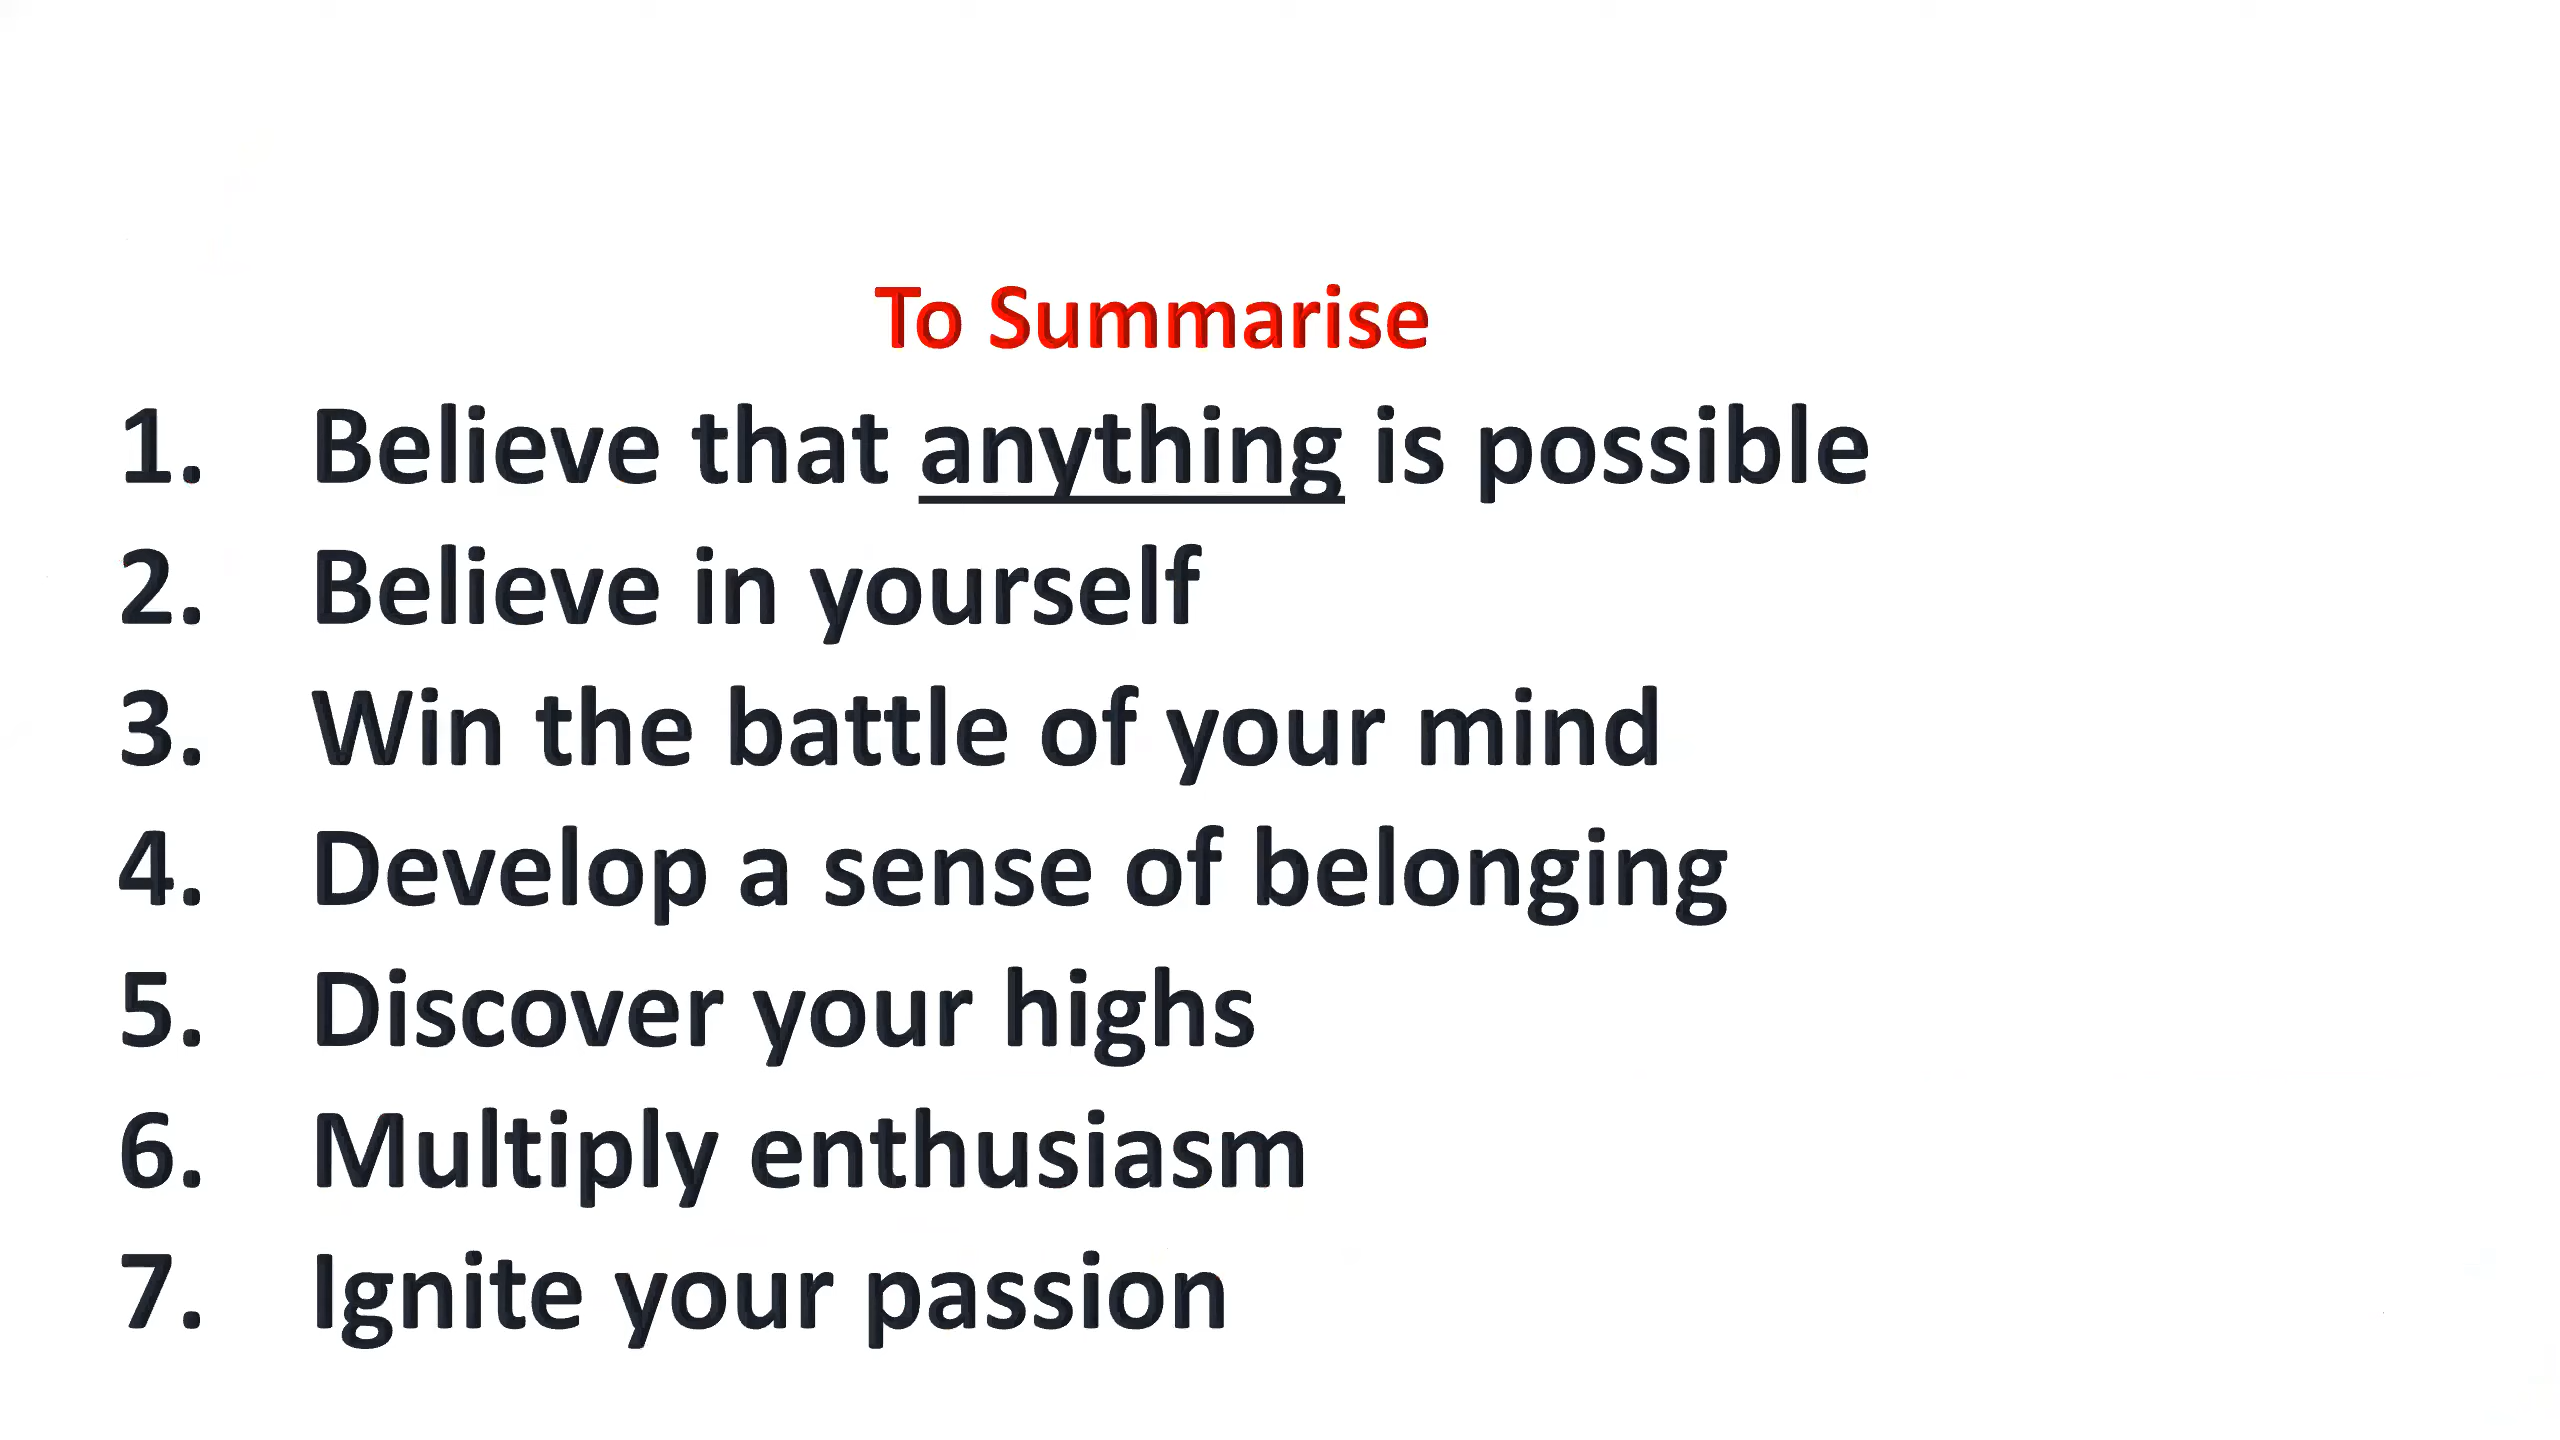 To Summarise
1. Believe that anything is possible
2. Believe in yourself
3. Win the battle of your mind
4. Develop a sense of belonging
5. Discover your highs
6. Multiply enthusiasm
7. Ignite your passion